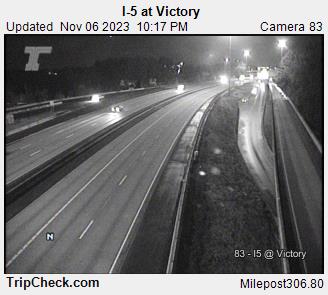 I-5 at Victory
Updated Nov 06 2023 10:17 PM Camera 83
T
N
83 - I5 @ Victory
TripCheck.com Milepost306.80